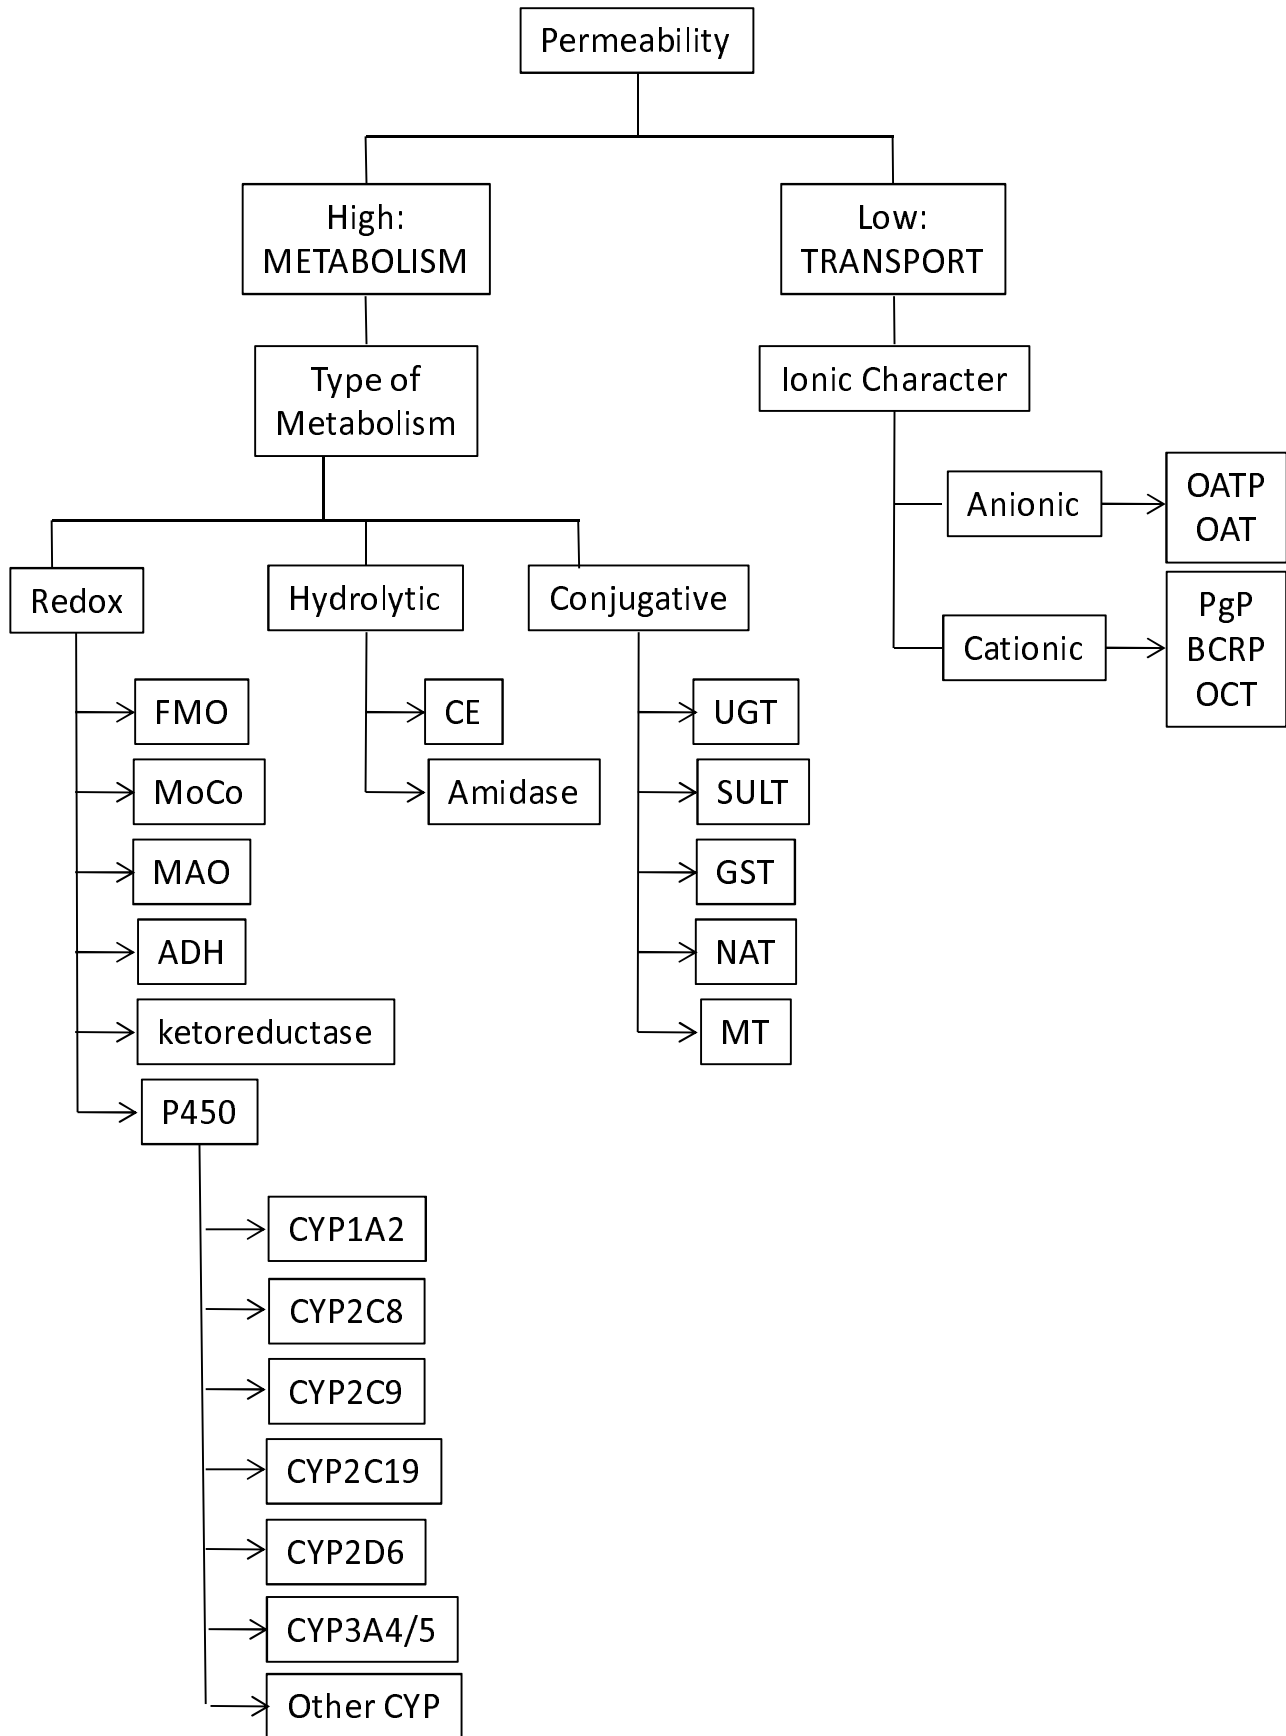 Permeability
High:
METABOLISM
Low:
TRANSPORT
Type of
Metabolism
Ionic Character
Anionic
OATP
OAT
Cationic
PgP
BCRP
OCT
Redox
Hydrolytic
Conjugative
FMO
MoCo
MAO
ADH
ketoreductase
P450
CE
Amidase
UGT
SULT
GST
NAT
MT
CYP1A2
CYP2C8
CYP2C9
CYP2C19
CYP2D6
CYP3A4/5
Other CYP